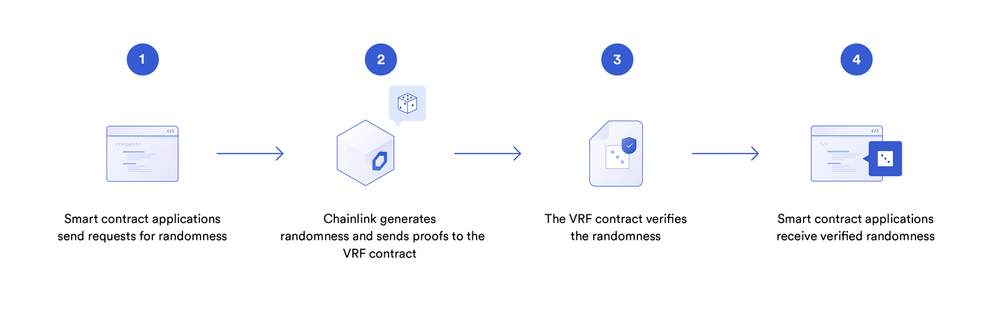 1
2
3
4
</>
<request>
</>
Smart contract applications
send requests for randomness
Chainlink generates
randomness and sends proofs to the
VRF contract
The VRF contract verifies
the randomness
Smart contract applications
receive verified randomness